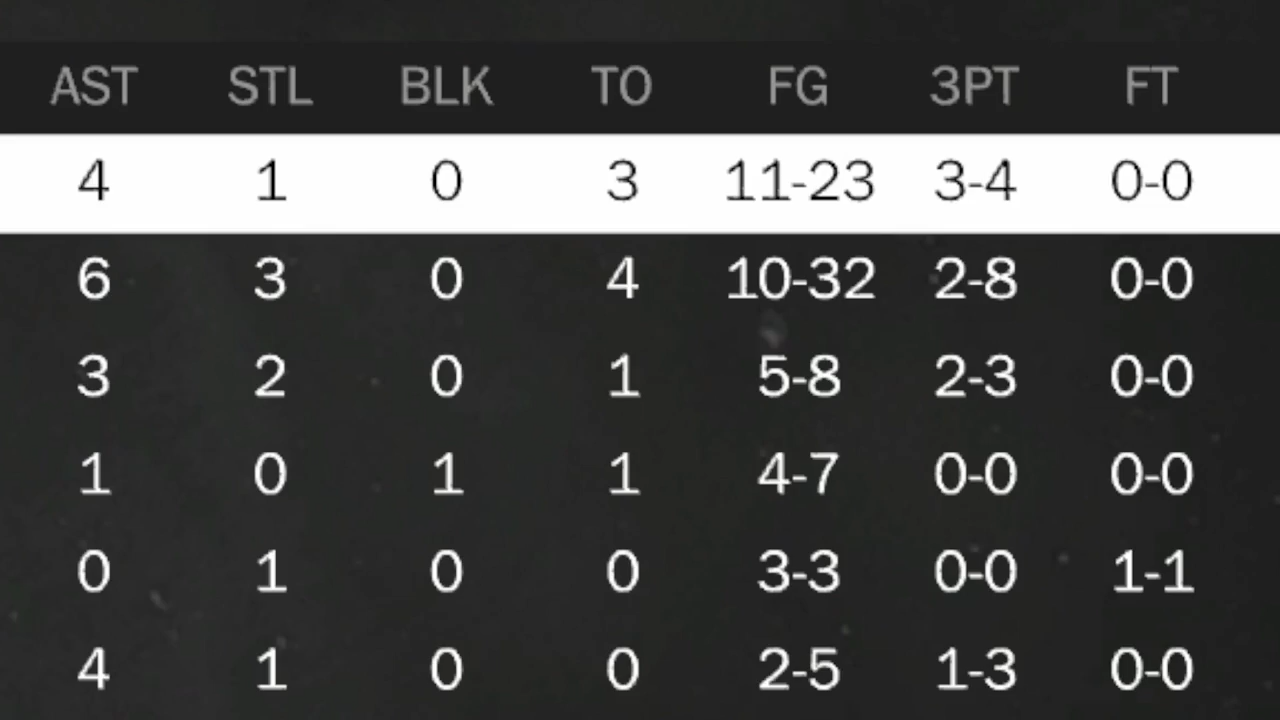 AST STL BLK TO FG 3PT FT
4 1 0 3 11-23 3-4 0-0
6 3 0 4 10-32 2-8 0-0
3 2 0 1 5-8 2-3 0-0
1 0 1 1 4-7 0-0 0-0
0 1 0 0 3-3 0-0 1-1
4 1 0 0 2-5 1-3 0-0